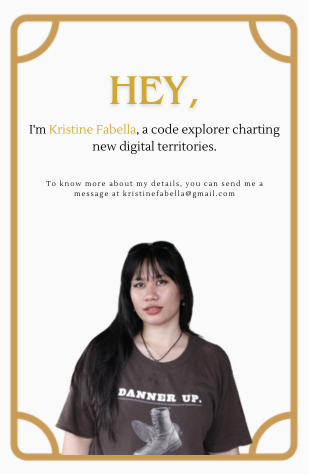 HEY,
I'm Kristine Fabella, a code explorer charting
new digital territories.
To know more about my details, you can send me a
message at kristinefabella@gmail.com
DANNER UP.